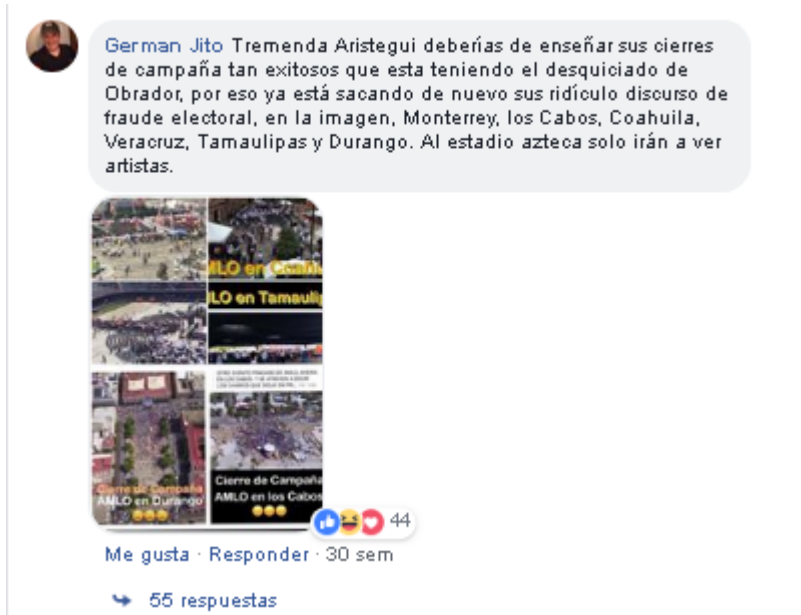 German Jito Tremenda Aristegui deberías de enseñar sus cierres
de campaña tan exitosos que esta teniendo el desquiciado de
Obrador, por eso ya está sacando de nuevo sus ridículo discurso de
fraude electoral, en la imagen, Monterrey, los Cabos, Coahuila,
Veracruz, Tamaulipas y Durango. Al estadio azteca solo irán a ver
artistas.
MLO en Coahu
LO en Tamaulip
Cierre de Campaña
AMLO en Durango
Cierre de Campaña
AMLO en los Cabos
44
Me gusta · Responder · 30 sem
55 respuestas